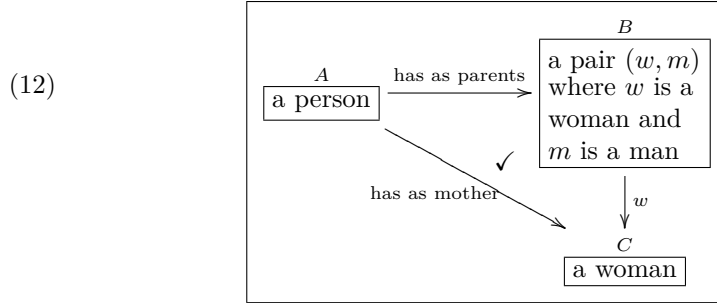 (12)
A
a person
has as parents
B
a pair (w, m)
where w is a
woman and
m is a man
✓
has as mother
w
C
a woman